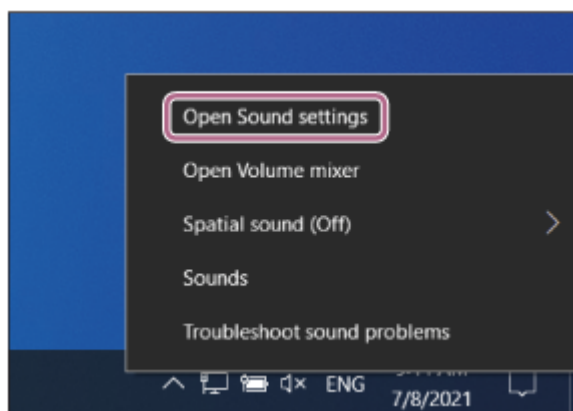 Open Sound settings
Open Volume mixer
Spatial sound (Off)
Sounds
Troubleshoot sound problems
ENG
7/8/2021